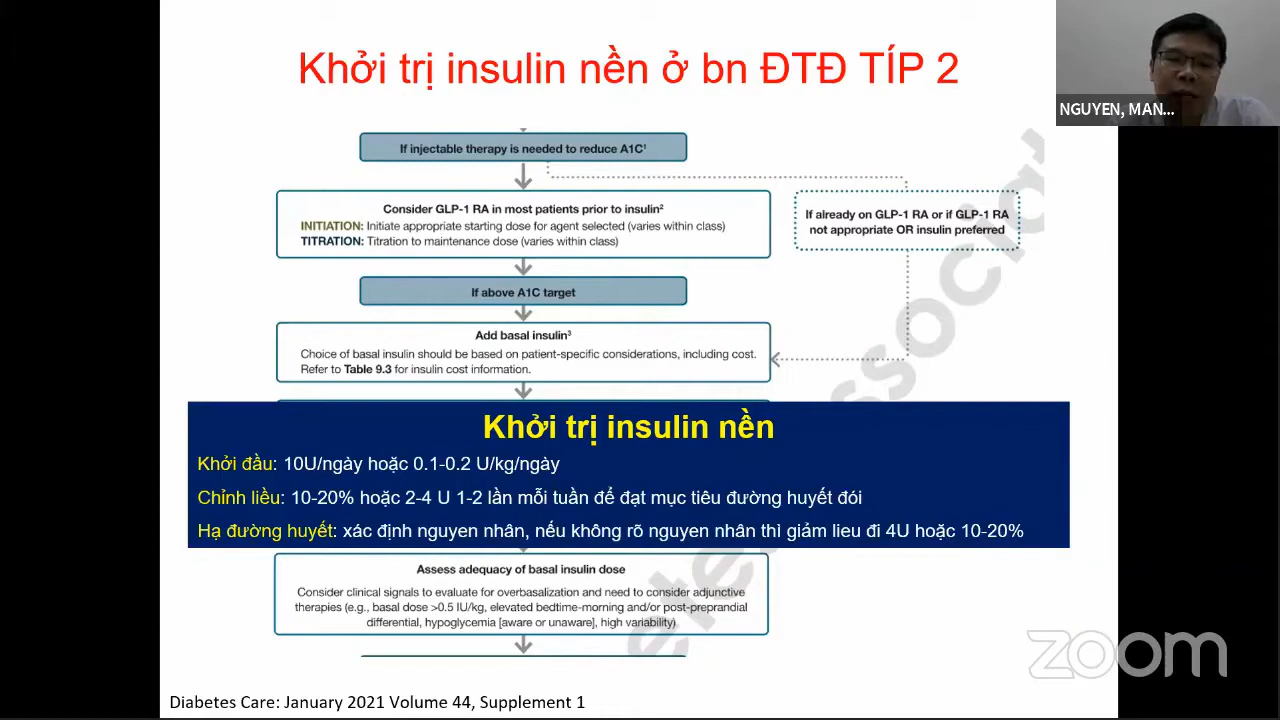 Khởi trị insulin nền ở bn ĐTĐ TÍP 2
NGUYEN, MAN...
If injectable therapy is needed to reduce A1C¹
Consider GLP-1 RA in most patients prior to insulin²
INITIATION: Initiate appropriate starting dose for agent selected (varies within class)
TITRATION: Titration to maintenance dose (varies within class)
If already on GLP-1 RA or if GLP-1 RA
not appropriate OR insulin preferred
If above A1C target
Add basal insulin³
Choice of basal insulin should be based on patient-specific considerations, including cost.
Refer to Table 9.3 for insulin cost information.
Khởi trị insulin nền
Khởi đầu: 10U/ngày hoặc 0.1-0.2 U/kg/ngày
Chỉnh liều: 10-20% hoặc 2-4 U 1-2 lần mỗi tuần để đạt mục tiêu đường huyết đói
Hạ đường huyết: xác định nguyen nhân, nếu không rõ nguyen nhân thì giảm lieu đi 4U hoặc 10-20%
Assess adequacy of basal insulin dose
Consider clinical signals to evaluate for overbasalization and need to consider adjunctive
therapies (e.g., basal dose >0.5 IU/kg, elevated bedtime-morning and/or post-preprandial
differential, hypoglycemia [aware or unaware], high variability)
zoom
Diabetes Care: January 2021 Volume 44, Supplement 1